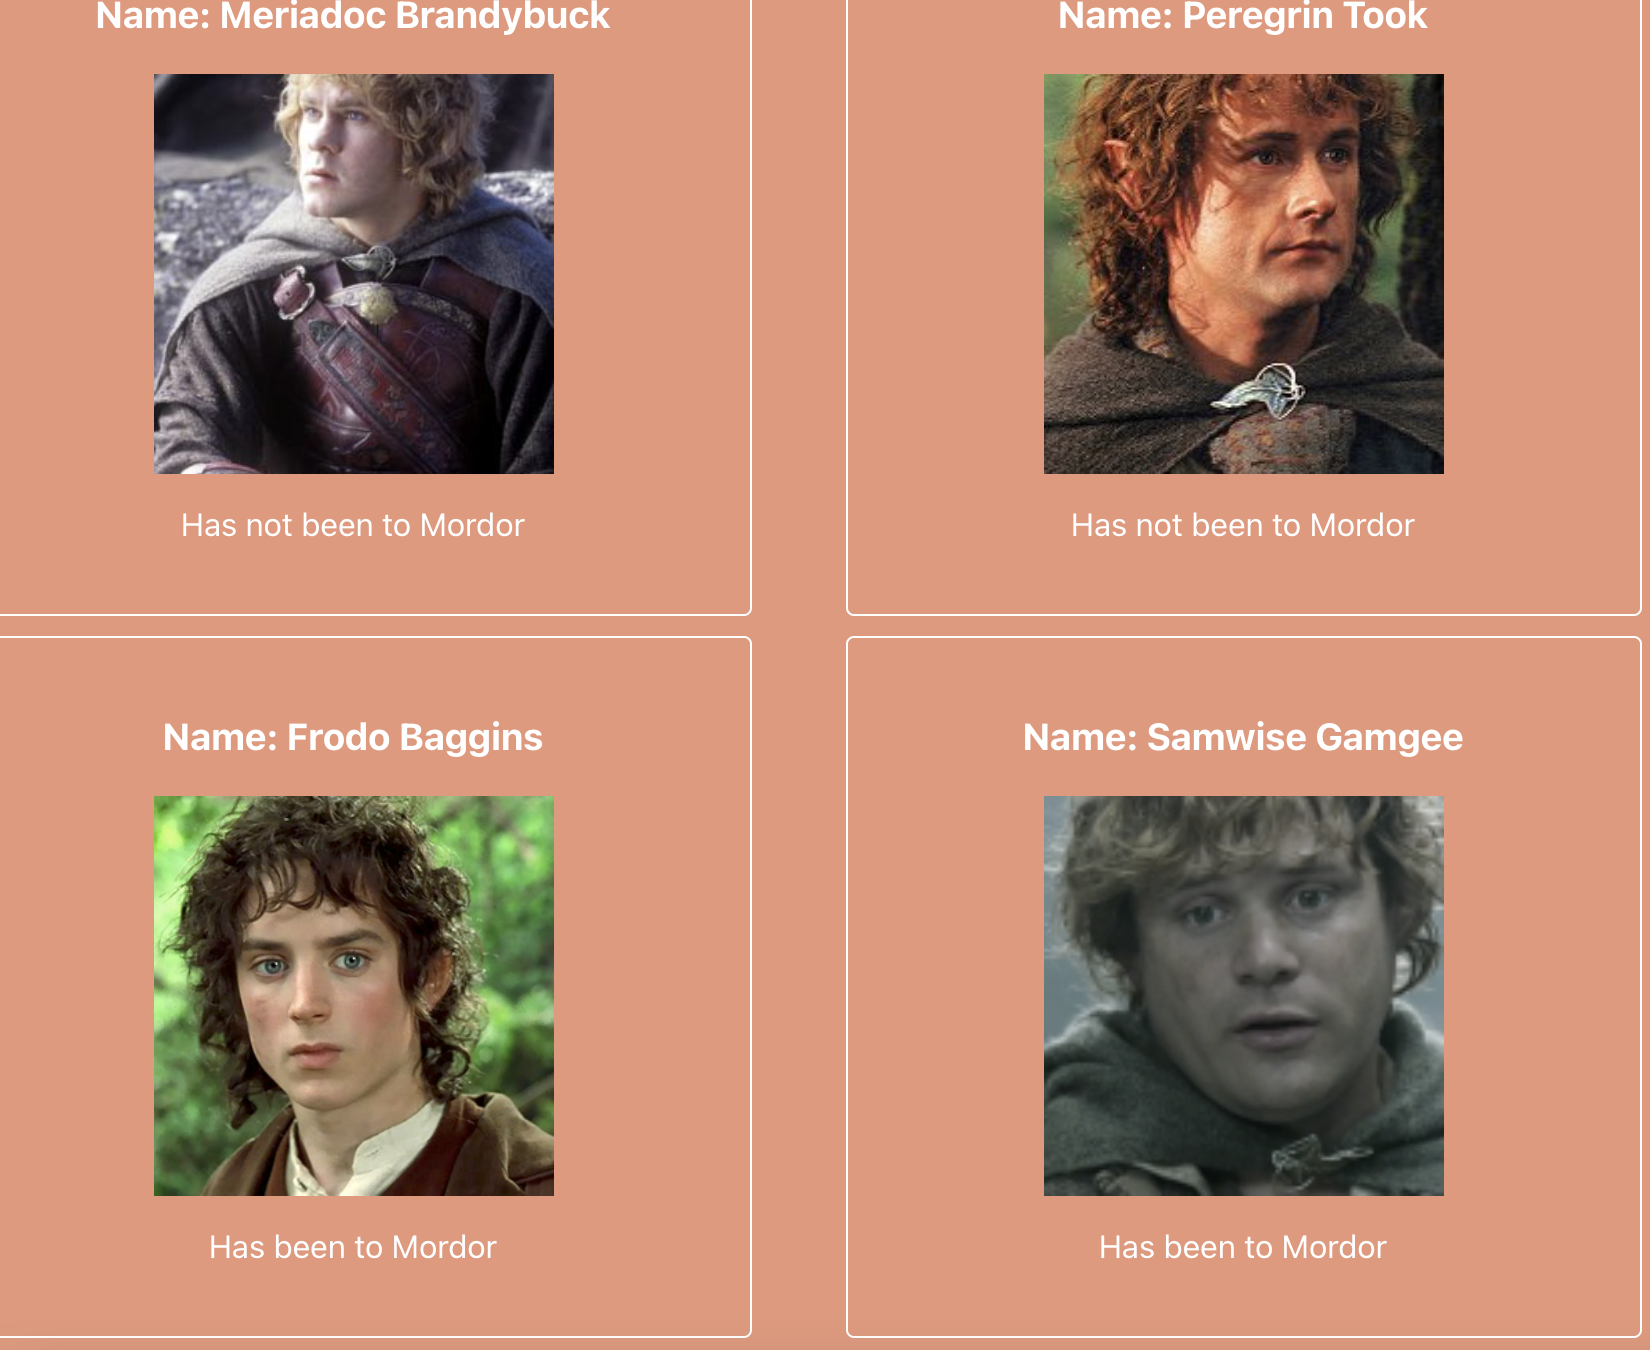 Name: Meriadoc Brandybuck
Name: Peregrin Took
Has not been to Mordor
Has not been to Mordor
Name: Frodo Baggins
Name: Samwise Gamgee
Has been to Mordor
Has been to Mordor